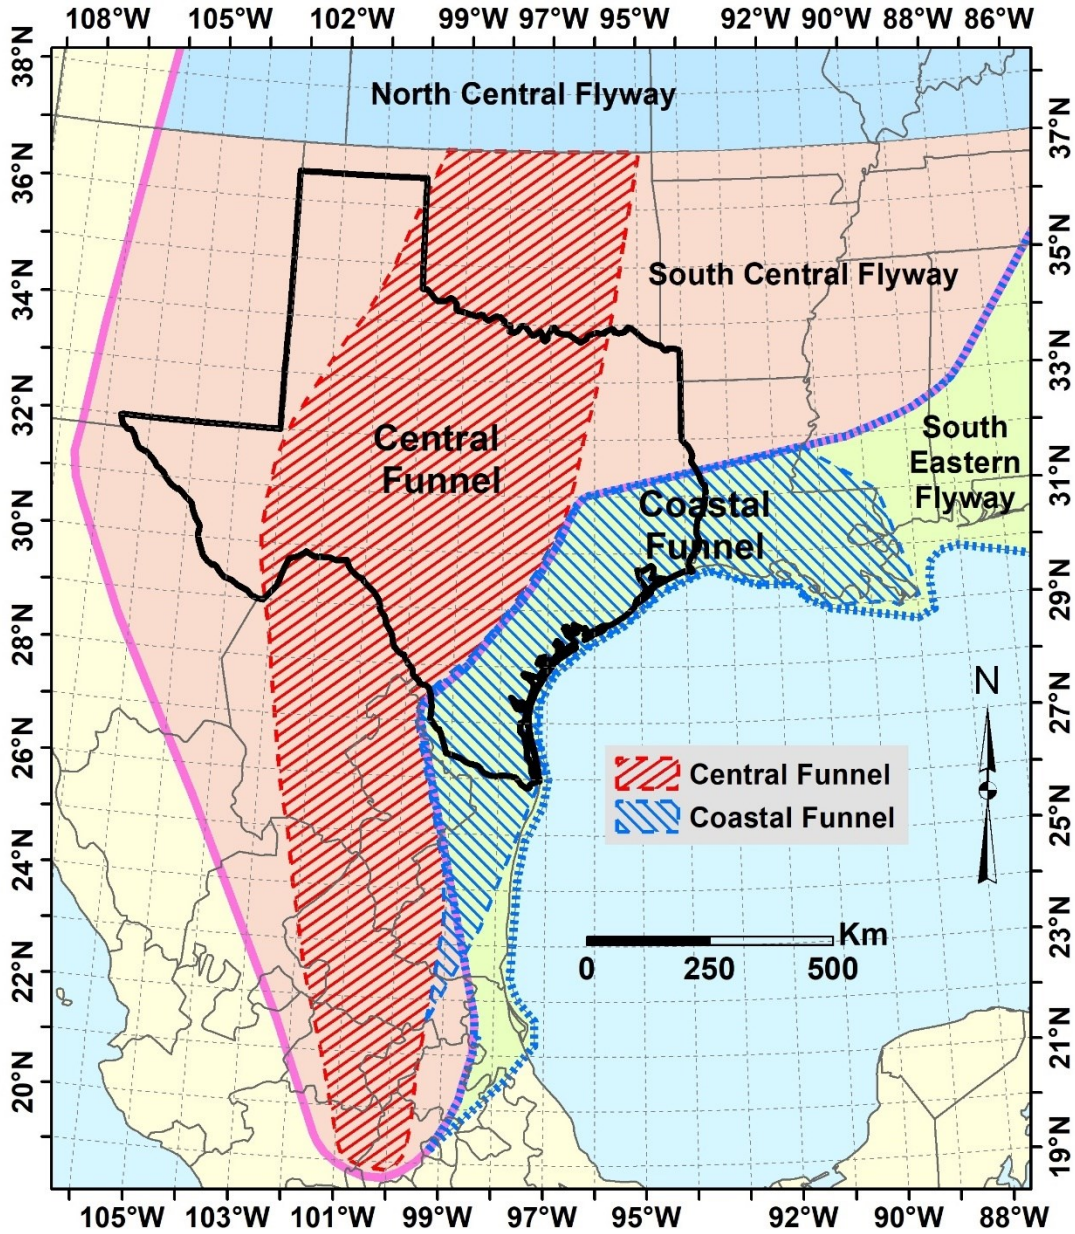 108°W 105°W 102°W 99°W 97°W 95°W 92°W 90°W 88°W 86°W
38°N
36°N
34°N
32°N
30°N
28°N
26°N
24°N
22°N
20°N
North Central Flyway
South Central Flyway
Central
Funnel
Coastal
Funnel
South
Eastern
Flyway
N
Central Funnel
Coastal Funnel
Km
0 250 500
37°N
35°N
33°N
31°N
29°N
27°N
25°N
23°N
21°N
19°N
105°W 103°W 101°W 99°W 97°W 95°W 92°W 90°W 88°W